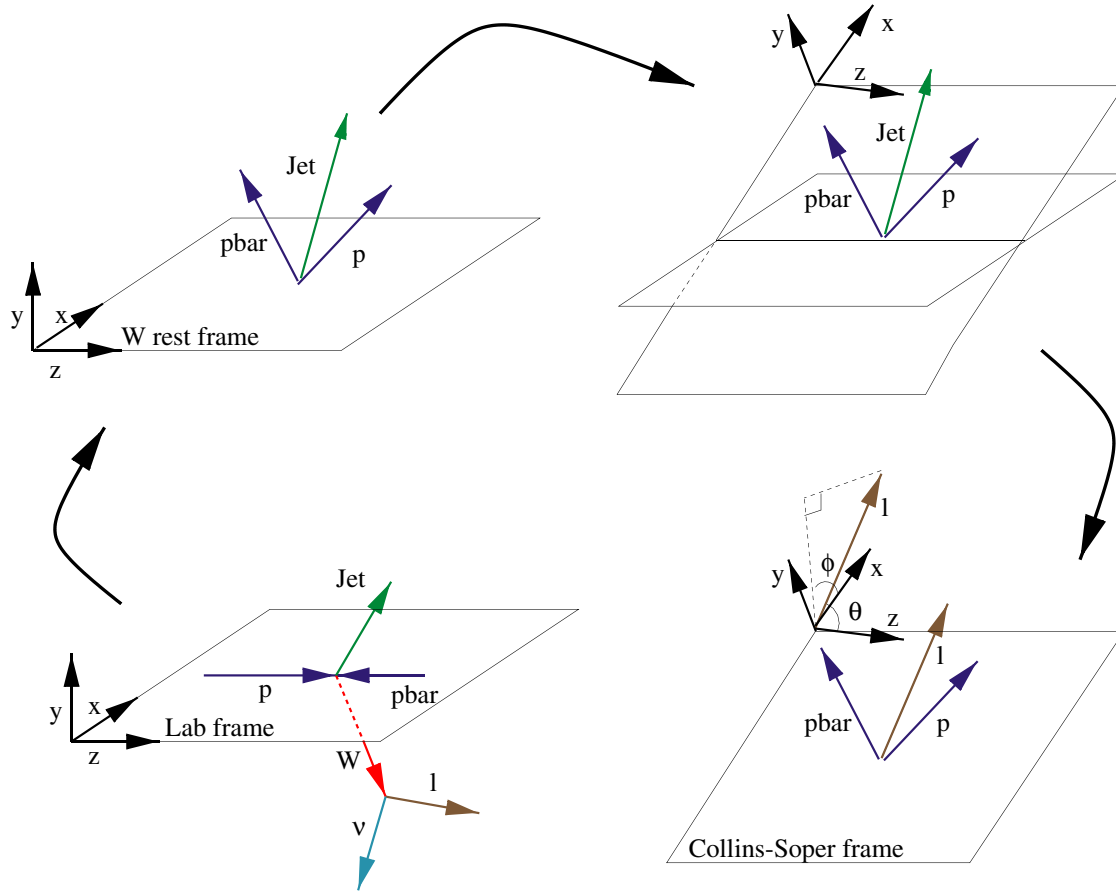 y
x
z
Jet
pbar
p
W rest frame
y
x
z
Jet
pbar
p
y
x
z
Jet
p
pbar
Lab frame
W
l
ν
l
y
ϕ
x
θ
z
l
pbar
p
Collins-Soper frame